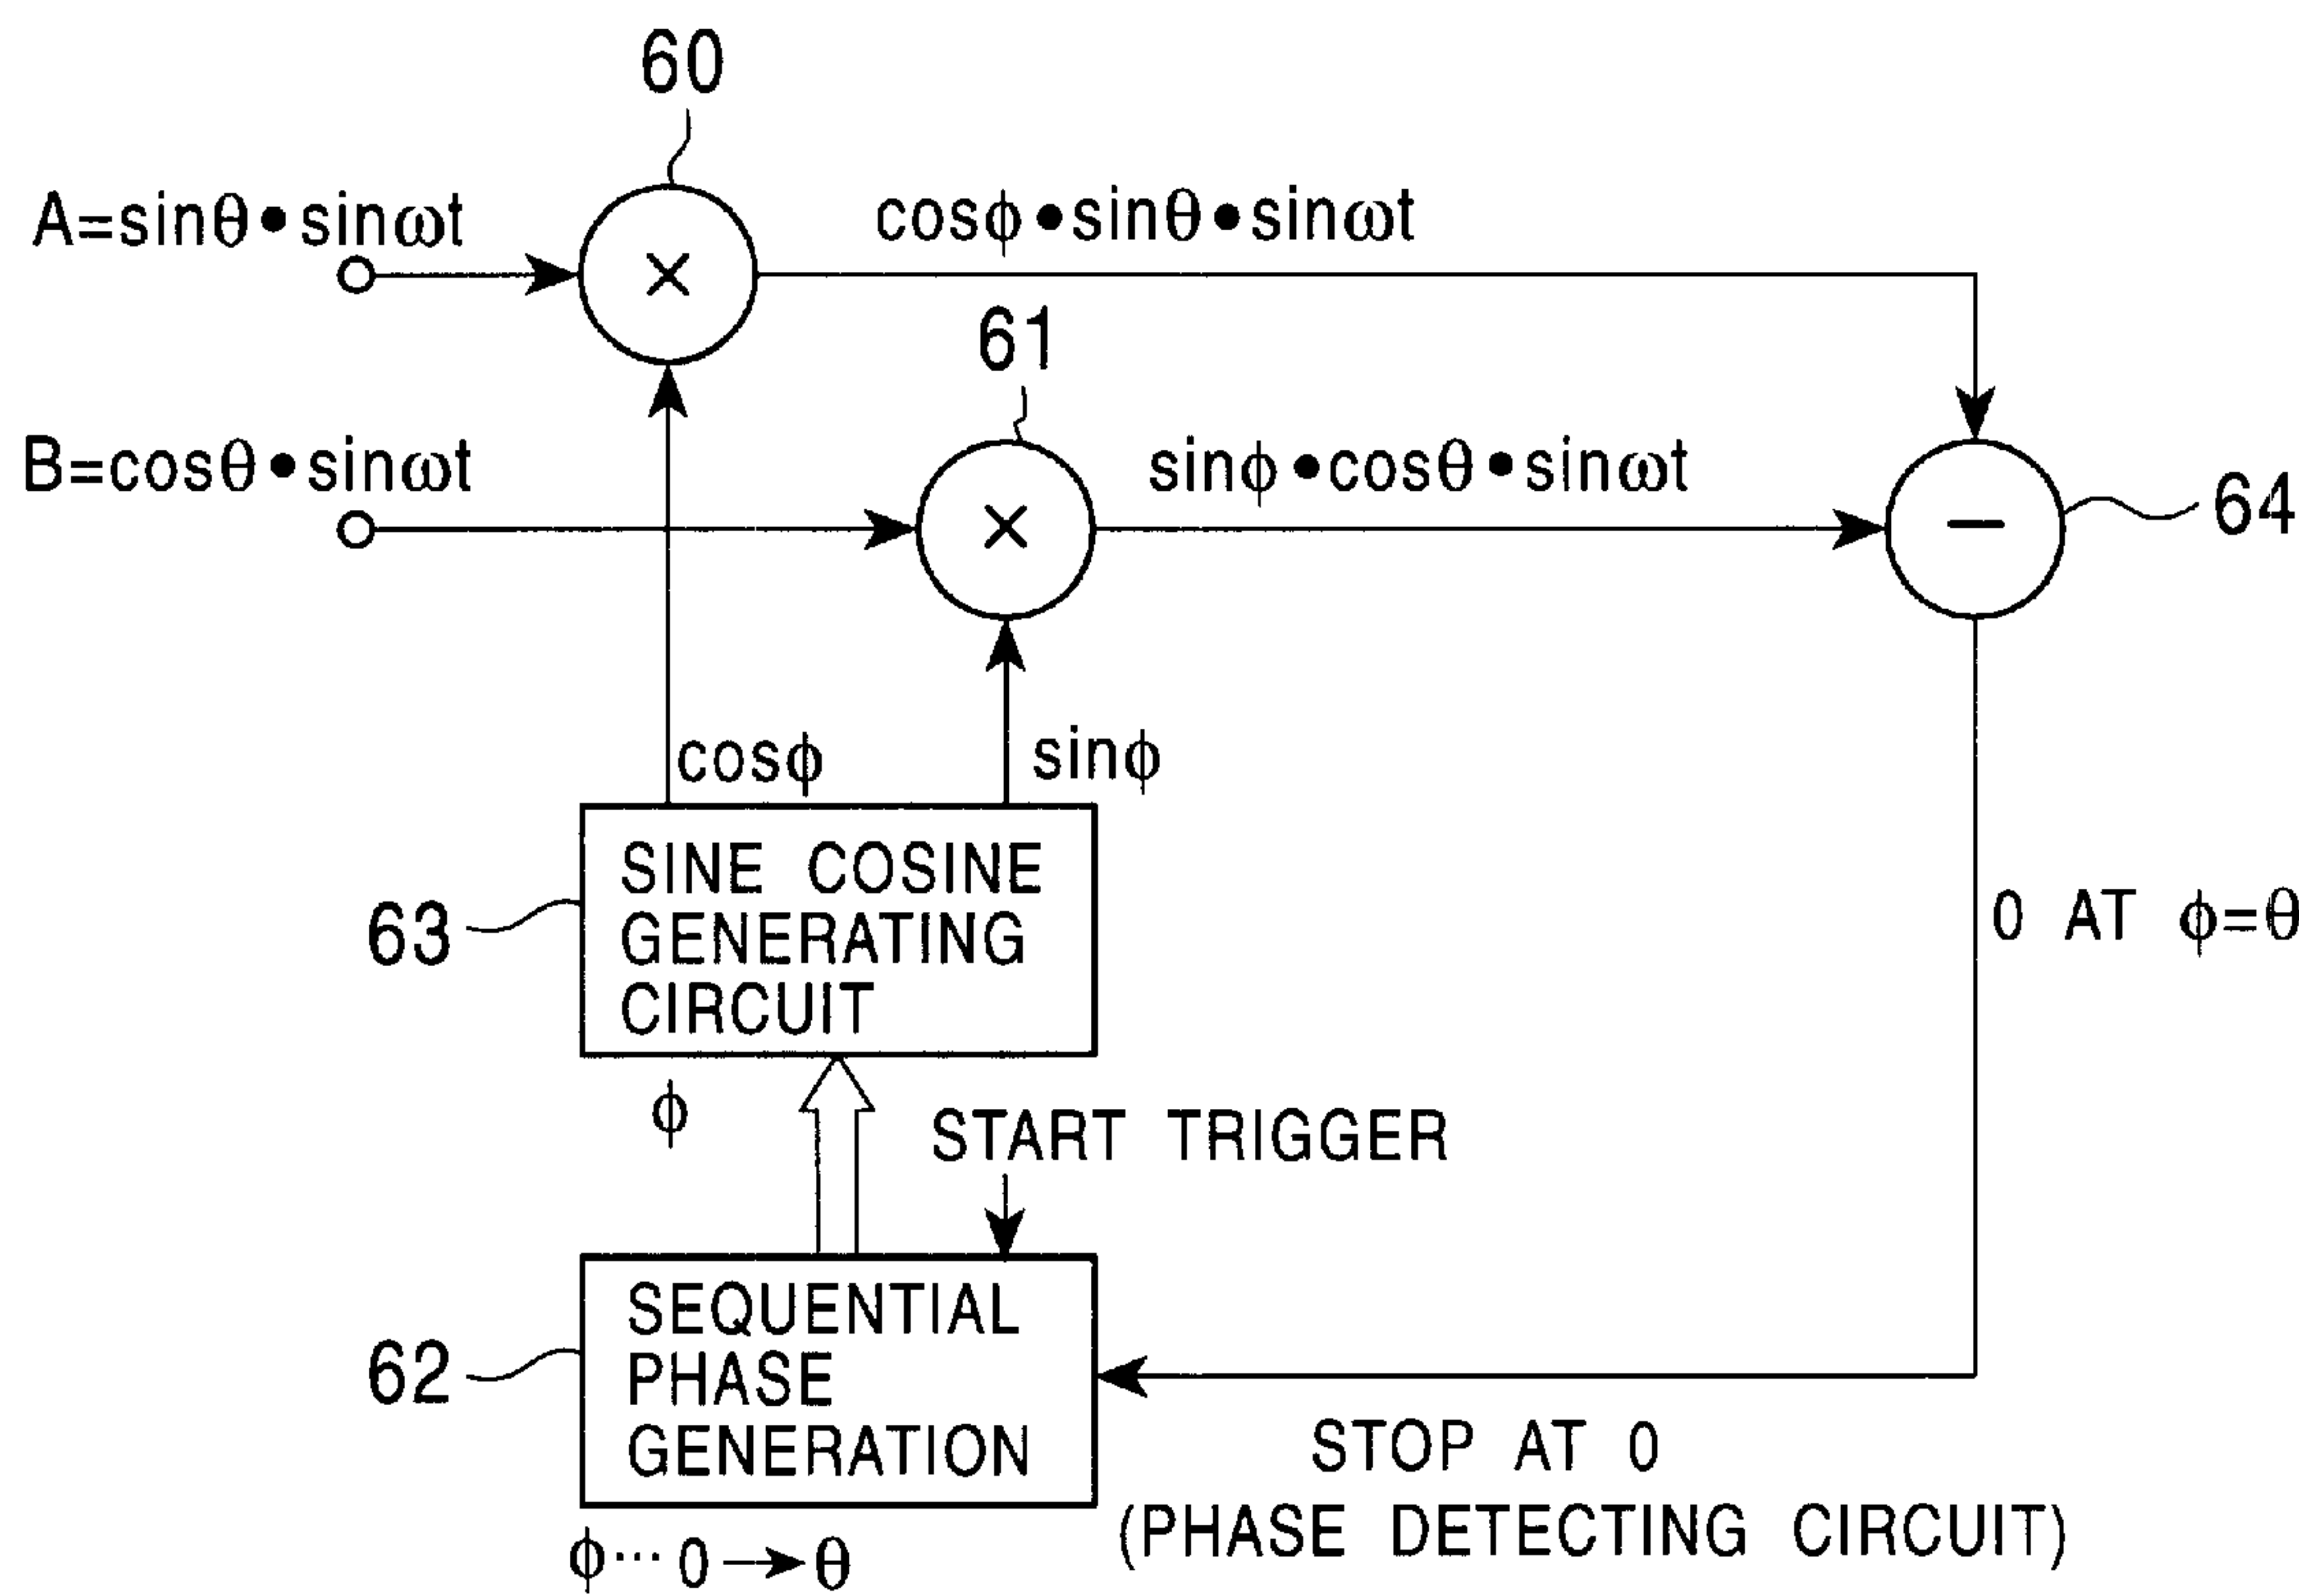 60
A=sinθ•sinωt
cosϕ•sinθ•sinωt
61
B=cosθ•sinωt
×
×
sinϕ•cosθ•sinωt
−
64
cosϕ
sinϕ
SINE COSINE
GENERATING
CIRCUIT
63
0 AT ϕ=θ
ϕ
START TRIGGER
SEQUENTIAL
PHASE
GENERATION
62
STOP AT 0
(PHASE DETECTING CIRCUIT)
ϕ··· 0→θ